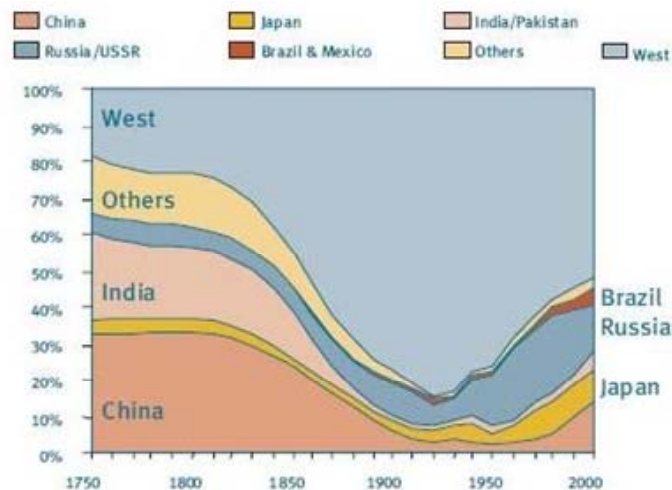 China Japan India/Pakistan
Russia/USSR Brazil & Mexico Others West
100%
90%
80%
70%
60%
50%
40%
30%
20%
10%
0%
West
Others
India
China
Brazil
Russia
Japan
1750 1800 1850 1900 1950 2000